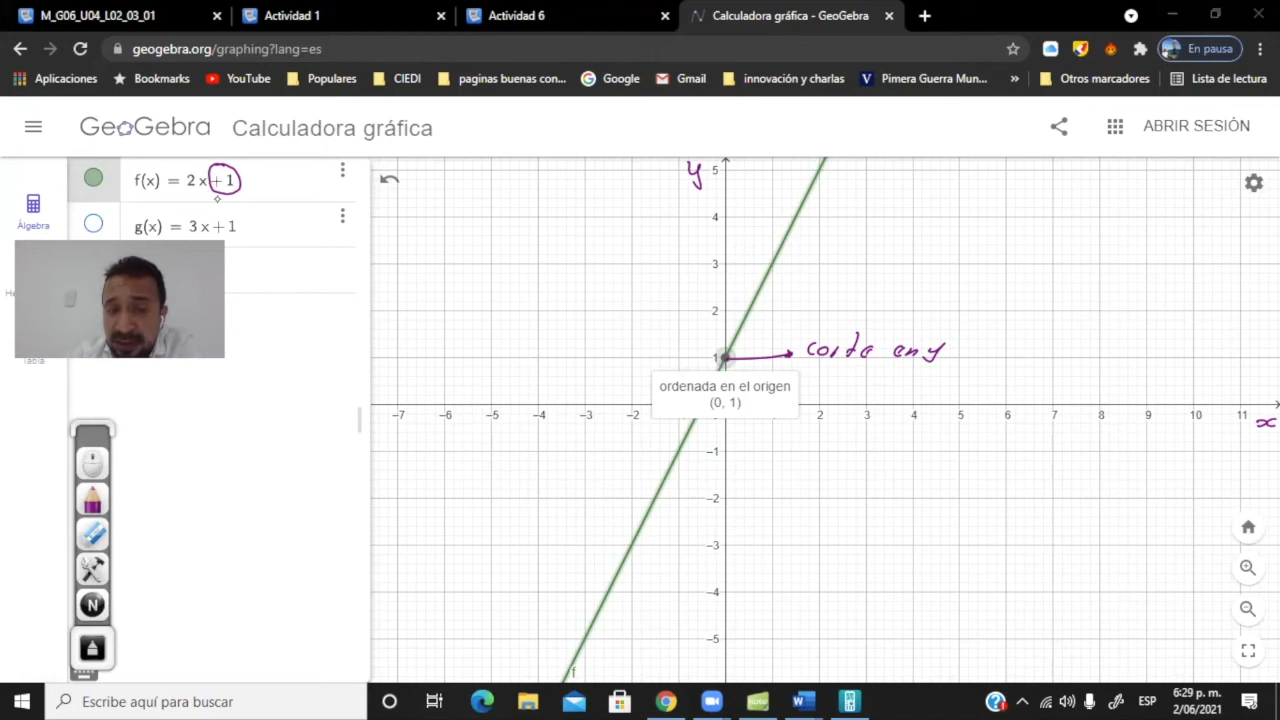 M_G06_U04_L02_03_01
Actividad 1
Actividad 6
Calculadora gráfica - GeoGebra
geogebra.org/graphing?lang=es
En pausa
Aplicaciones
Bookmarks
YouTube
Populares
CIEDI
paginas buenas con...
Google
Gmail
innovación y charlas
Pimera Guerra Mun...
»
Otros marcadores
Lista de lectura
GeoGebra
Calculadora gráfica
ABRIR SESIÓN
f(x) = 2 x + 1
Álgebra
g(x) = 3 x + 1
Tabla
y
5
4
3
2
1
corta en y
ordenada en el origen
(0, 1)
-7 -6 -5 -4 -3 -2 2 3 4 5 6 7 8 9 10 11
x
-1
-2
-3
-4
-5
f
N
Escribe aquí para buscar
ESP
6:29 p. m.
2/06/2021